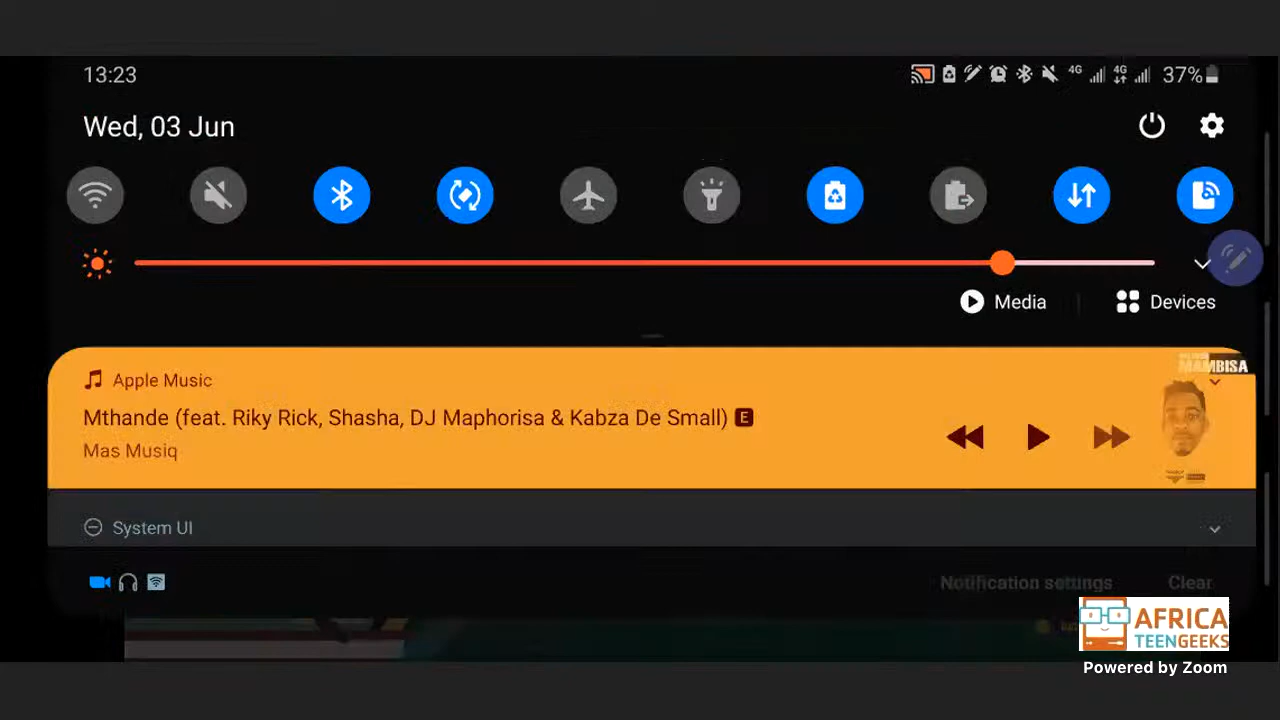 13:23
4G 4G 37%
Wed, 03 Jun
Media
Devices
MAMBISA
Apple Music
Mthande (feat. Riky Rick, Shasha, DJ Maphorisa & Kabza De Small) E
Mas Musiq
System UI
Notification settings
Clear
AFRICA
TEENGEEKS
Powered by Zoom